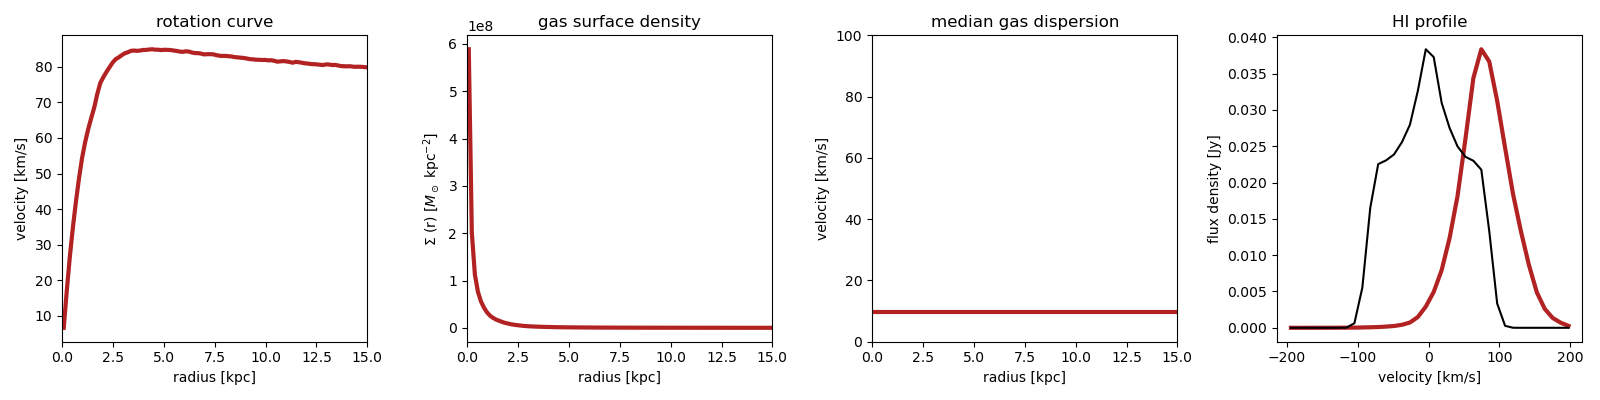 rotation curve
velocity [km/s]
80
70
60
50
40
30
20
10
0.0 2.5 5.0 7.5 10.0 12.5 15.0
radius [kpc]
gas surface density
1e8
Σ (r) [M⊙ kpc⁻²]
6
5
4
3
2
1
0
0.0 2.5 5.0 7.5 10.0 12.5 15.0
radius [kpc]
median gas dispersion
velocity [km/s]
100
80
60
40
20
0
0.0 2.5 5.0 7.5 10.0 12.5 15.0
radius [kpc]
HI profile
flux density [Jy]
0.040
0.035
0.030
0.025
0.020
0.015
0.010
0.005
0.000
−200 −100 0 100 200
velocity [km/s]